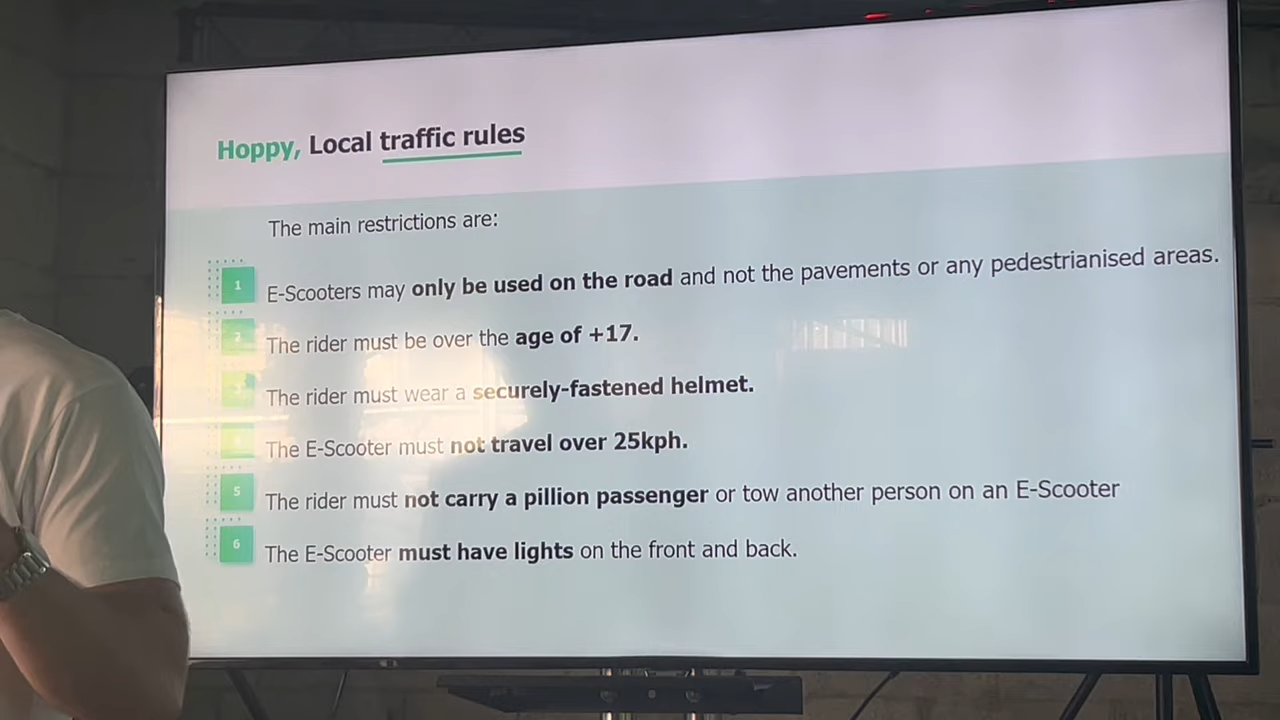 Hoppy, Local traffic rules
The main restrictions are:
1 E-Scooters may only be used on the road and not the pavements or any pedestrianised areas.
2 The rider must be over the age of +17.
3 The rider must wear a securely-fastened helmet.
4 The E-Scooter must not travel over 25kph.
5 The rider must not carry a pillion passenger or tow another person on an E-Scooter
6 The E-Scooter must have lights on the front and back.